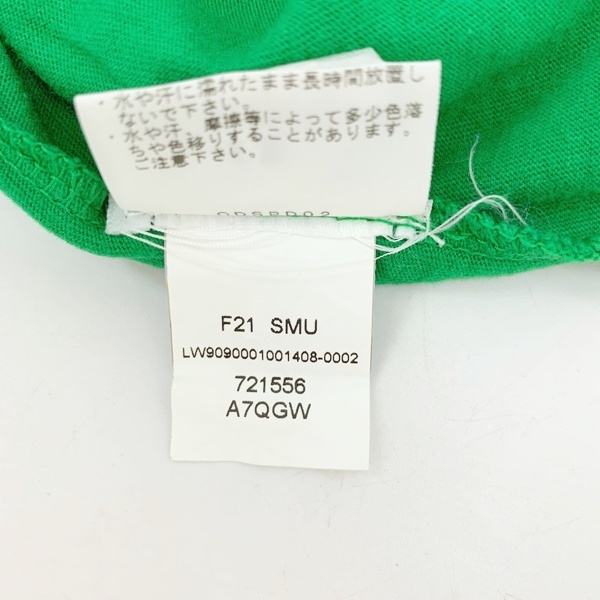 ・水や汗に濡れたまま長時間放置し
ないで下さい。
・水や汗、摩擦等によって多少色落
ちや色移りすることがあります。
ご注意下さい。
F21 SMU
LW9090001001408-0002
721556
A7QGW